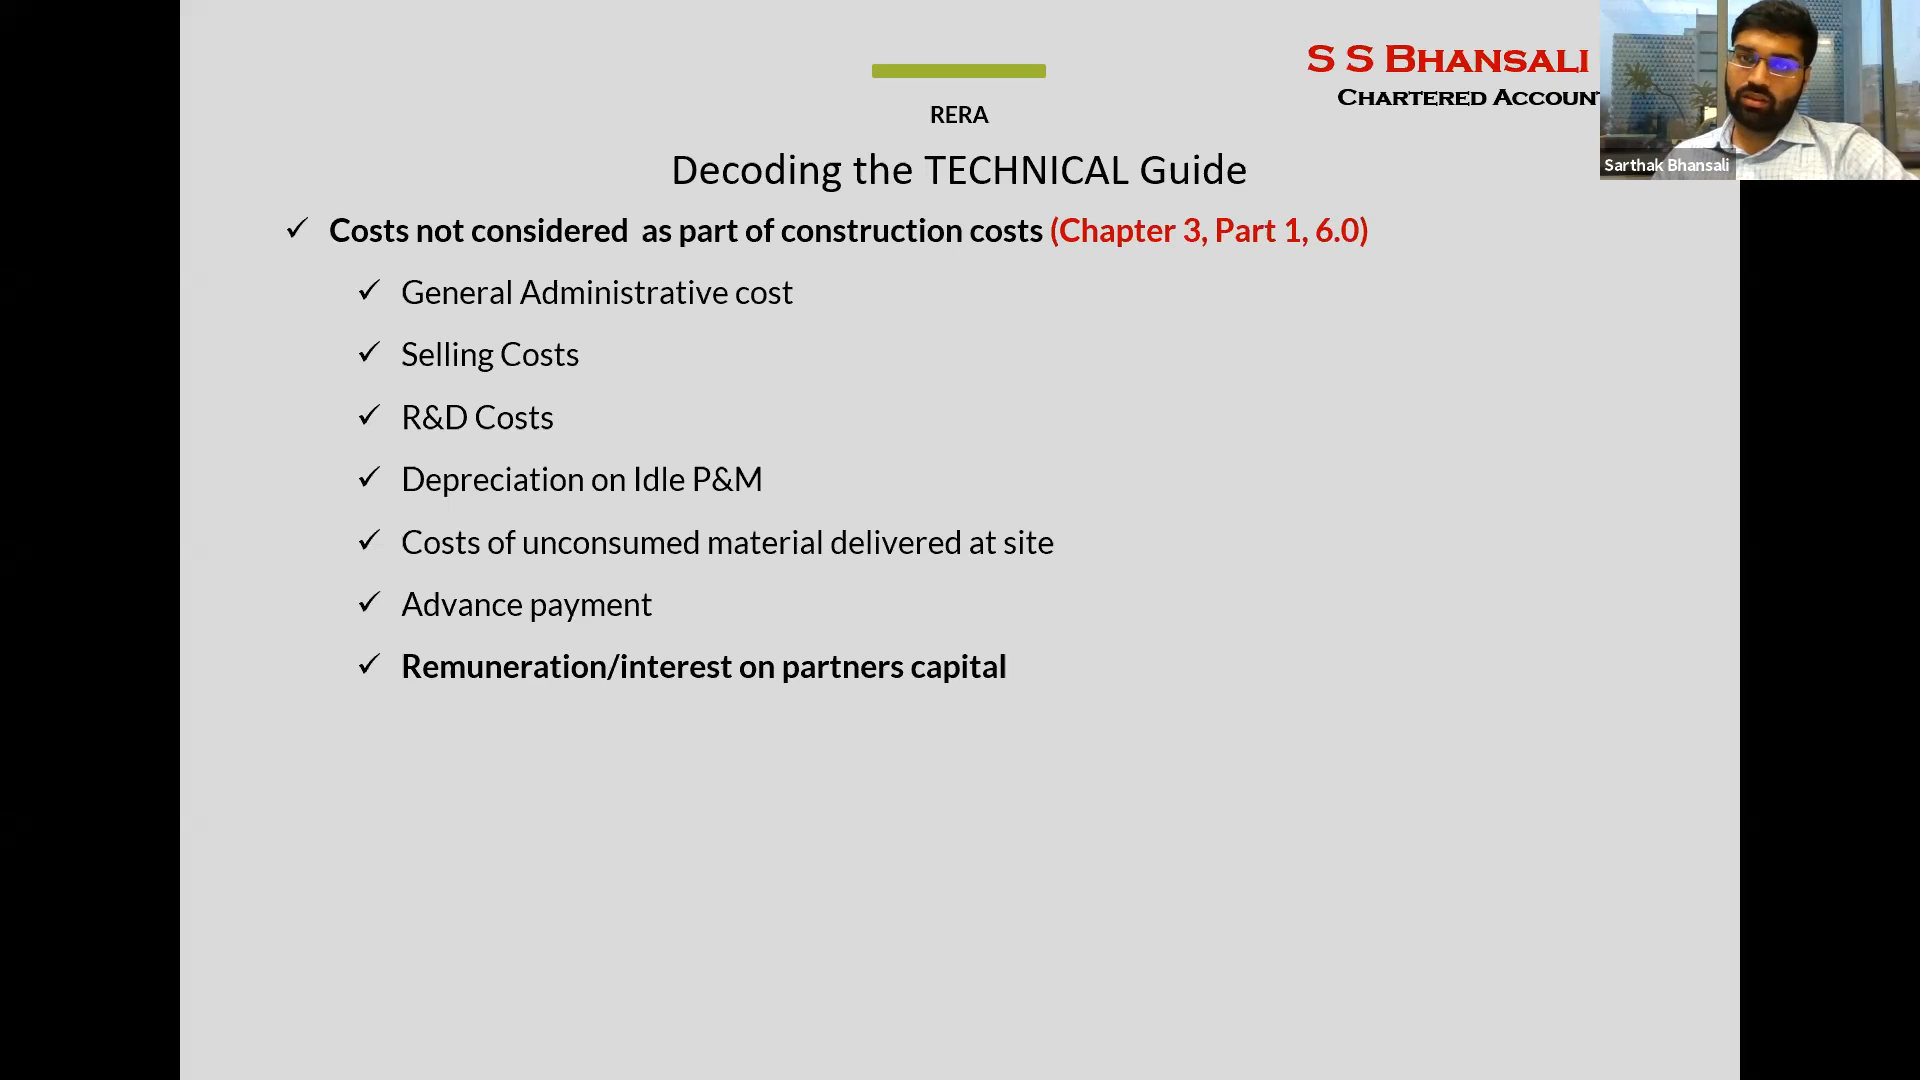 S S BHANSALI
CHARTERED ACCOUN
Sarthak Bhansali
RERA
Decoding the TECHNICAL Guide
✓ Costs not considered as part of construction costs (Chapter 3, Part 1, 6.0)
✓ General Administrative cost
✓ Selling Costs
✓ R&D Costs
✓ Depreciation on Idle P&M
✓ Costs of unconsumed material delivered at site
✓ Advance payment
✓ Remuneration/interest on partners capital